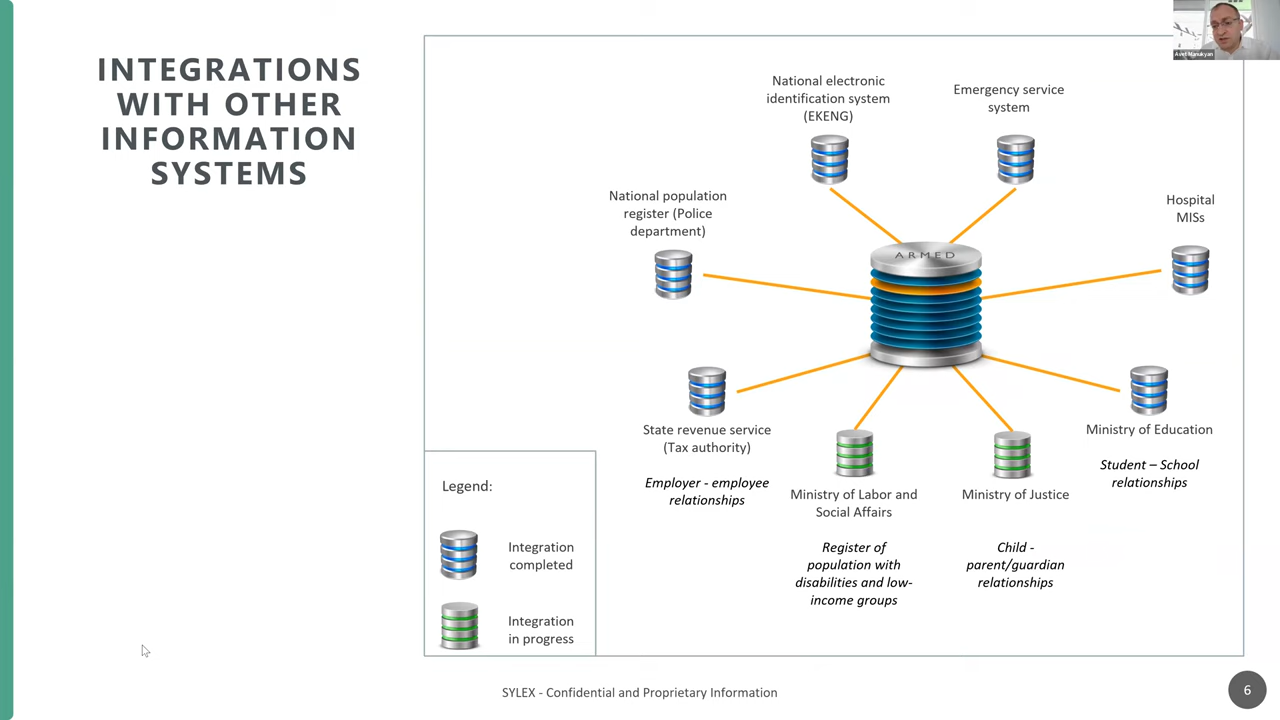 INTEGRATIONS
WITH OTHER
INFORMATION
SYSTEMS
Avet Manukyan
National electronic
identification system
(EKENG)
Emergency service
system
National population
register (Police
department)
Hospital
MISs
ARMED
State revenue service
(Tax authority)
Employer - employee
relationships
Ministry of Labor and
Social Affairs
Register of
population with
disabilities and low-
income groups
Ministry of Justice
Child -
parent/guardian
relationships
Ministry of Education
Student – School
relationships
Legend:
Integration
completed
Integration
in progress
SYLEX - Confidential and Proprietary Information
6